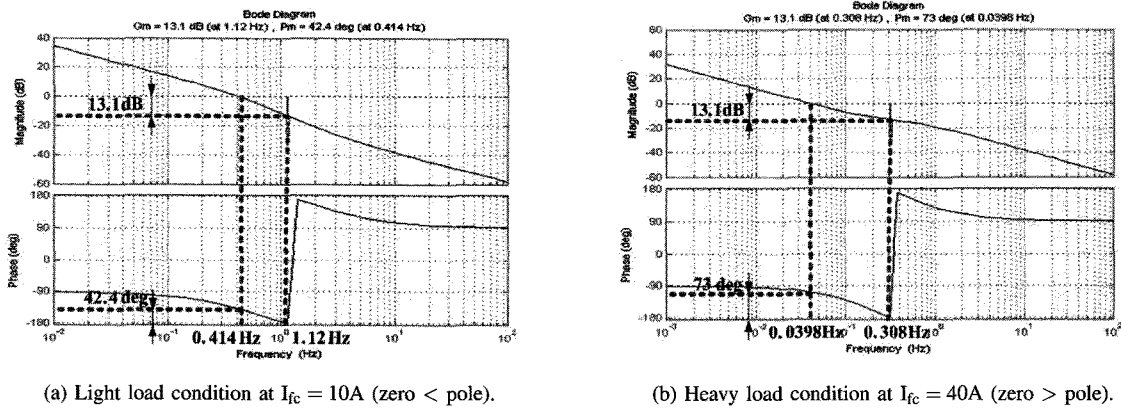 Bode Diagram
Gm = 13.1 dB (at 1.12 Hz) , Pm = 42.4 deg (at 0.414 Hz)
40
20
0
-20
-40
-60
Magnitude (dB)
13.1dB
180
90
0
-90
-180
Phase (deg)
42.4 deg
10-2
10-1
100
101
102
0.414 Hz
1.12 Hz
Frequency (Hz)
(a) Light load condition at Ifc = 10A (zero < pole).
Bode Diagram
Gm = 13.1 dB (at 0.308 Hz) , Pm = 73 deg (at 0.0398 Hz)
60
40
20
0
-20
-40
-60
Magnitude (dB)
13.1dB
180
90
0
-90
-180
Phase (deg)
73 deg
10-3
10-2
10-1
100
101
102
0.0398Hz
0.308Hz
Frequency (Hz)
(b) Heavy load condition at Ifc = 40A (zero > pole).